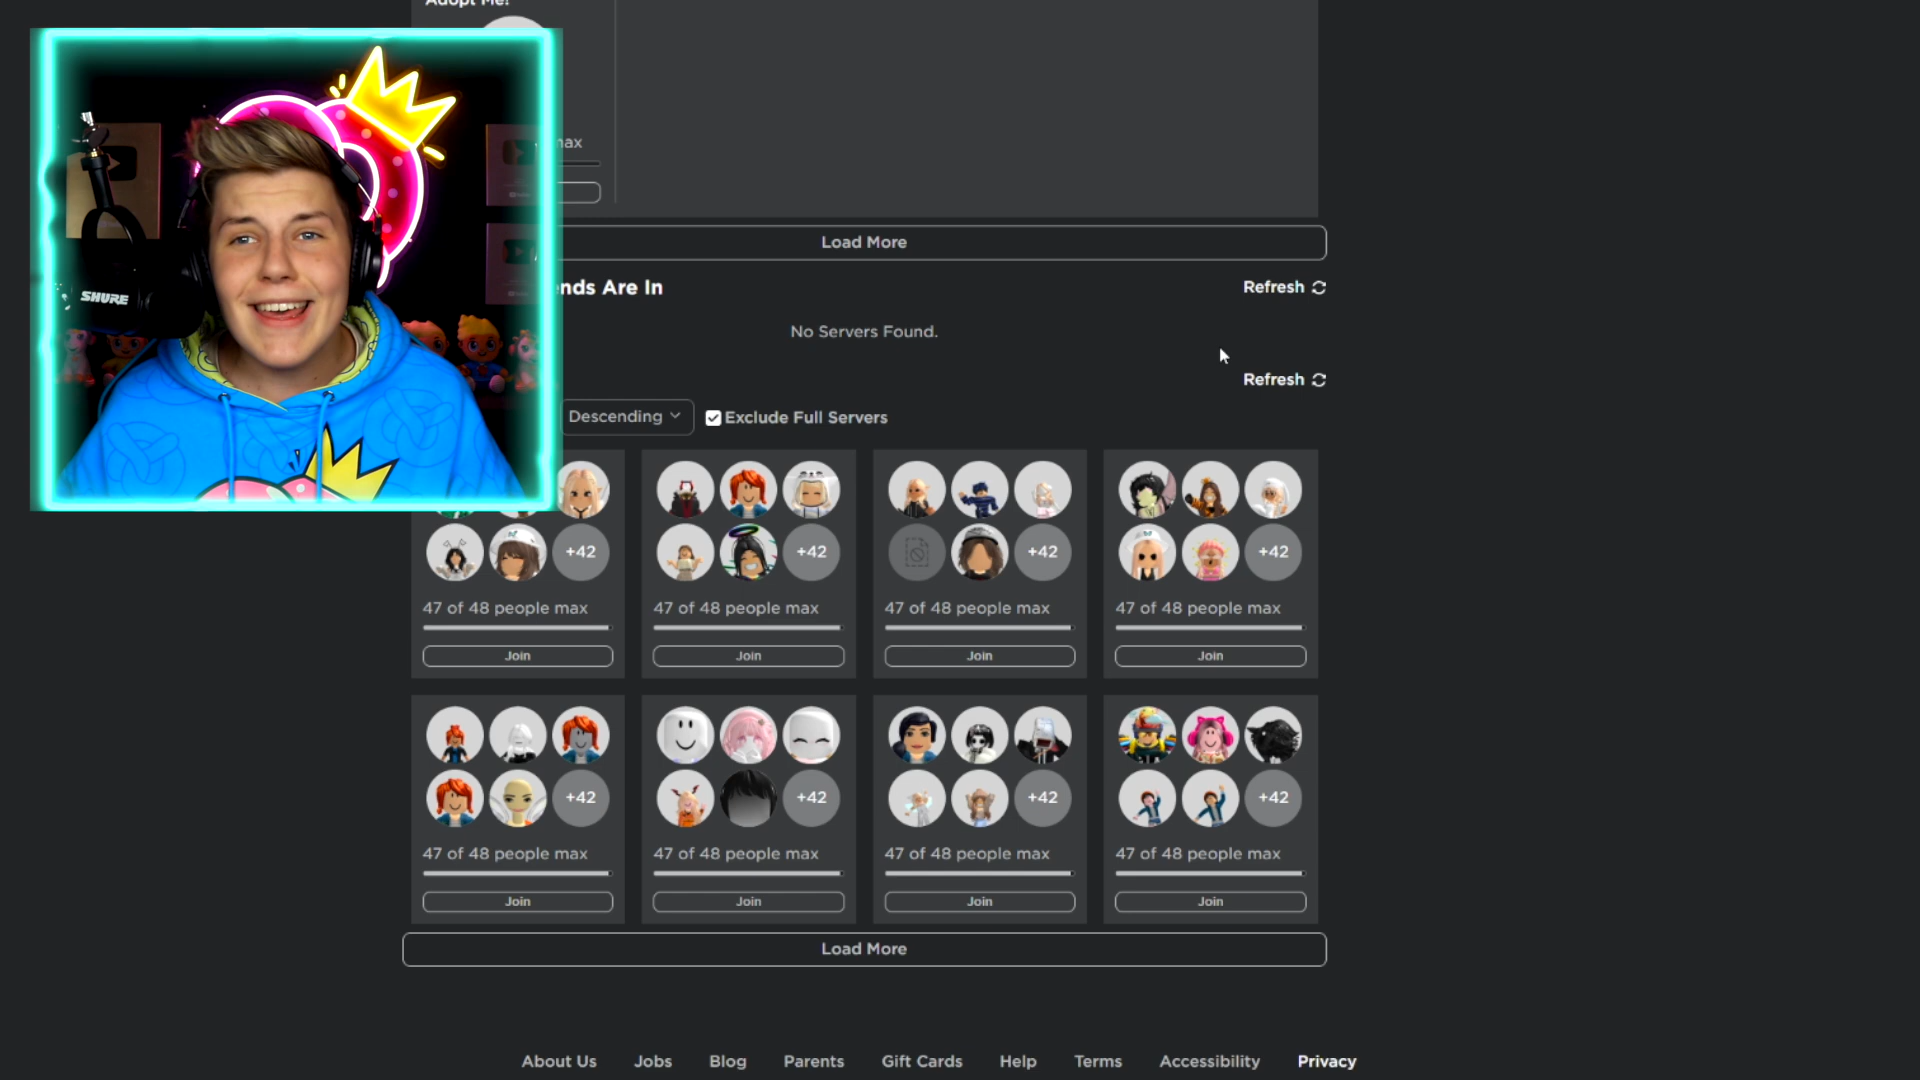 Adopt Me!
max
Load More
nds Are In
Refresh
No Servers Found.
Refresh
Descending
Exclude Full Servers
+42
+42
+42
+42
47 of 48 people max
47 of 48 people max
47 of 48 people max
47 of 48 people max
Join
Join
Join
Join
+42
+42
+42
+42
47 of 48 people max
47 of 48 people max
47 of 48 people max
47 of 48 people max
Join
Join
Join
Join
Load More
About Us Jobs Blog Parents Gift Cards Help Terms Accessibility Privacy
SHURE